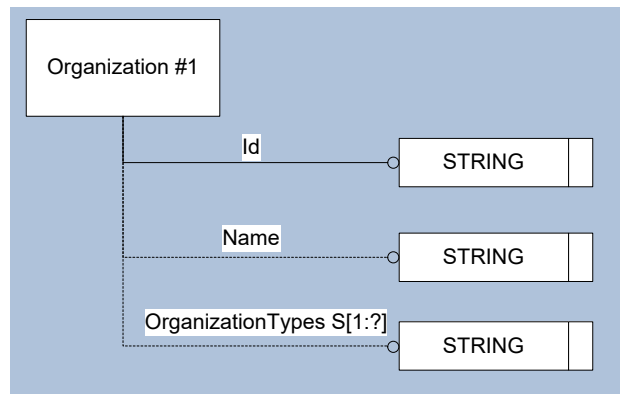 Organization #1
Id
STRING
Name
STRING
OrganizationTypes S[1:?]
STRING